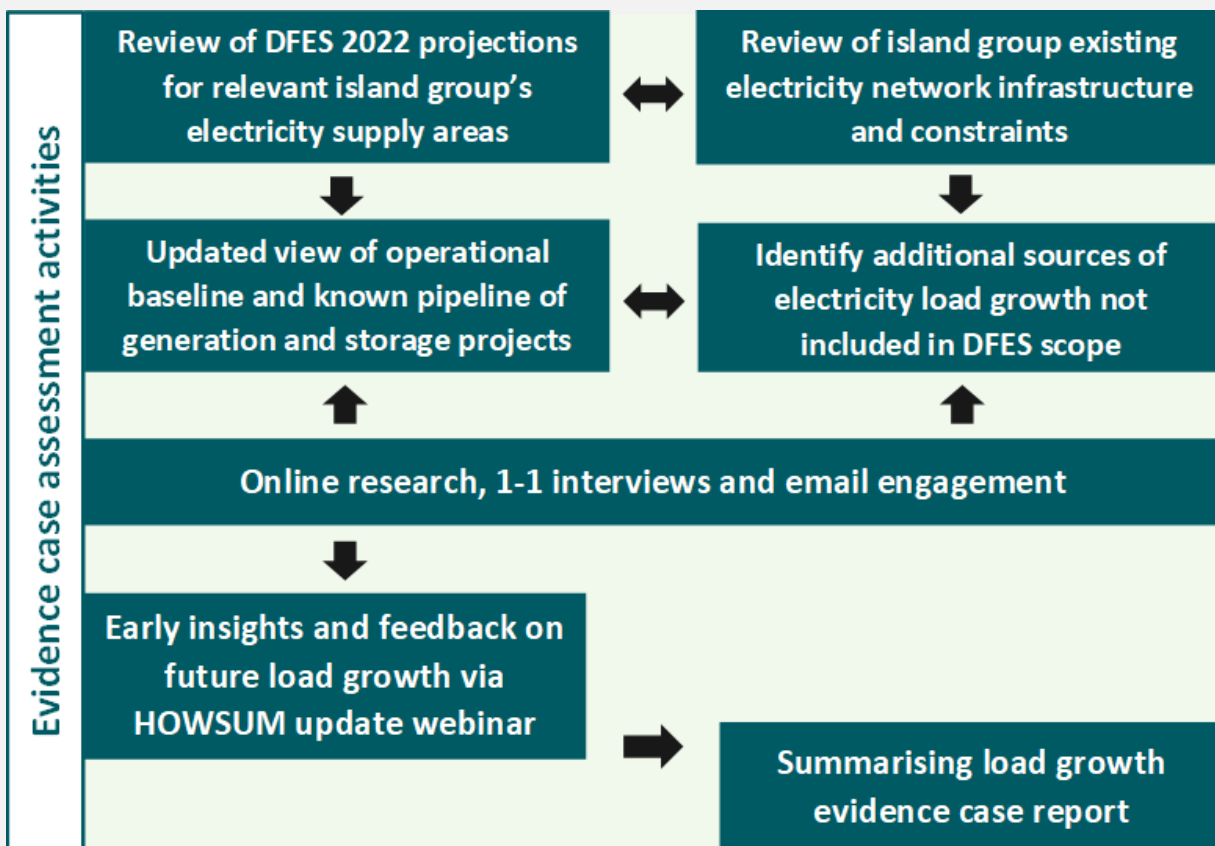 Evidence case assessment activities
Review of DFES 2022 projections
for relevant island group's
electricity supply areas
Review of island group existing
electricity network infrastructure
and constraints
Updated view of operational
baseline and known pipeline of
generation and storage projects
Identify additional sources of
electricity load growth not
included in DFES scope
Online research, 1-1 interviews and email engagement
Early insights and feedback on
future load growth via
HOWSUM update webinar
Summarising load growth
evidence case report